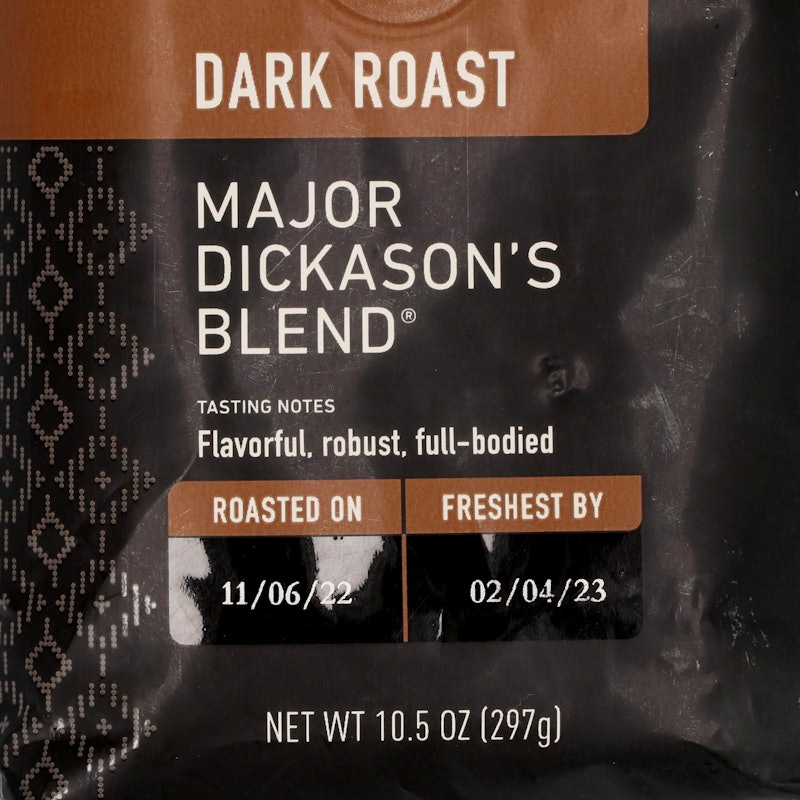 DARK ROAST
MAJOR
DICKASON'S
BLEND®
TASTING NOTES
Flavorful, robust, full-bodied
ROASTED ON
FRESHEST BY
11/06/22
02/04/23
NET WT 10.5 OZ (297g)